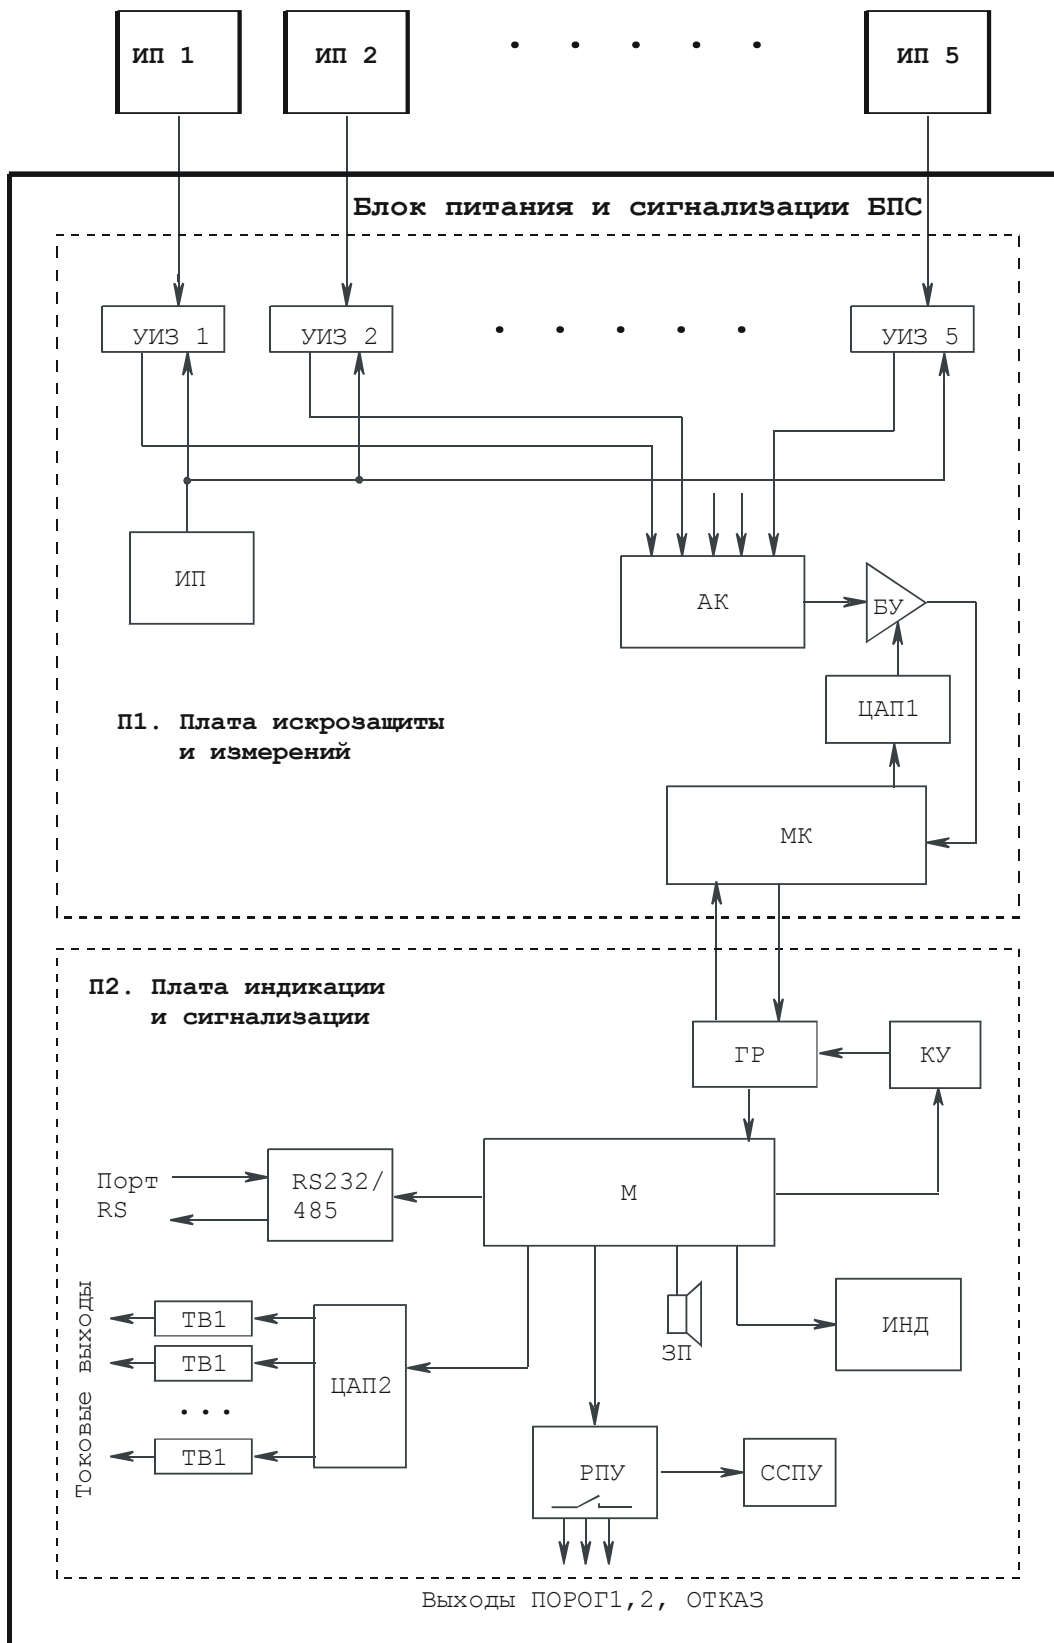 ИП 1
ИП 2
ИП 5
Блок питания и сигнализации БПС
УИЗ 1
УИЗ 2
УИЗ 5
ИП
АК
БУ
ЦАП1
П1. Плата искрозащиты
и измерений
МК
П2. Плата индикации
и сигнализации
ГР
КУ
Порт
RS
RS232/
485
М
Токовые выходы
ТВ1
ТВ1
ТВ1
ЦАП2
ЗП
ИНД
РПУ
ССПУ
Выходы ПОРОГ1,2, ОТКАЗ